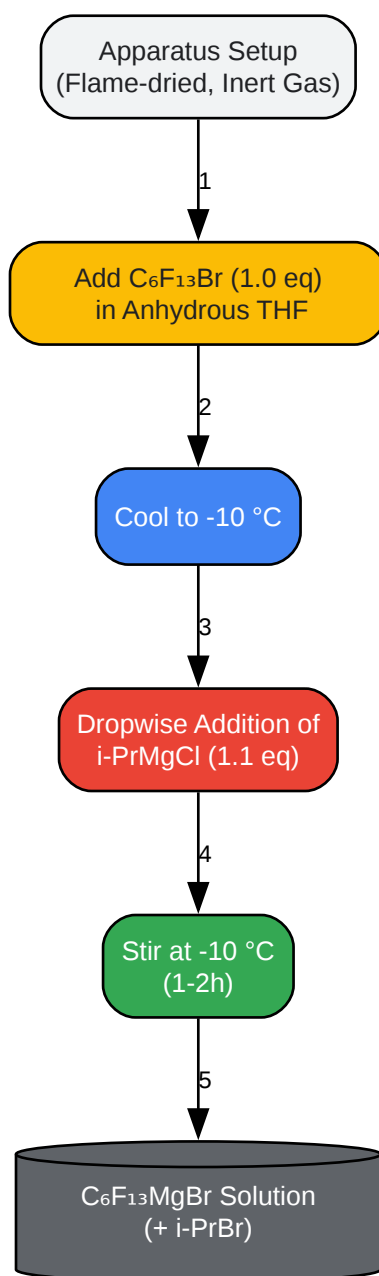 Apparatus Setup
(Flame-dried, Inert Gas)
1
Add C₆F₁₃Br (1.0 eq)
in Anhydrous THF
2
Cool to -10 °C
3
Dropwise Addition of
i-PrMgCl (1.1 eq)
4
Stir at -10 °C
(1-2h)
5
C₆F₁₃MgBr Solution
(+ i-PrBr)